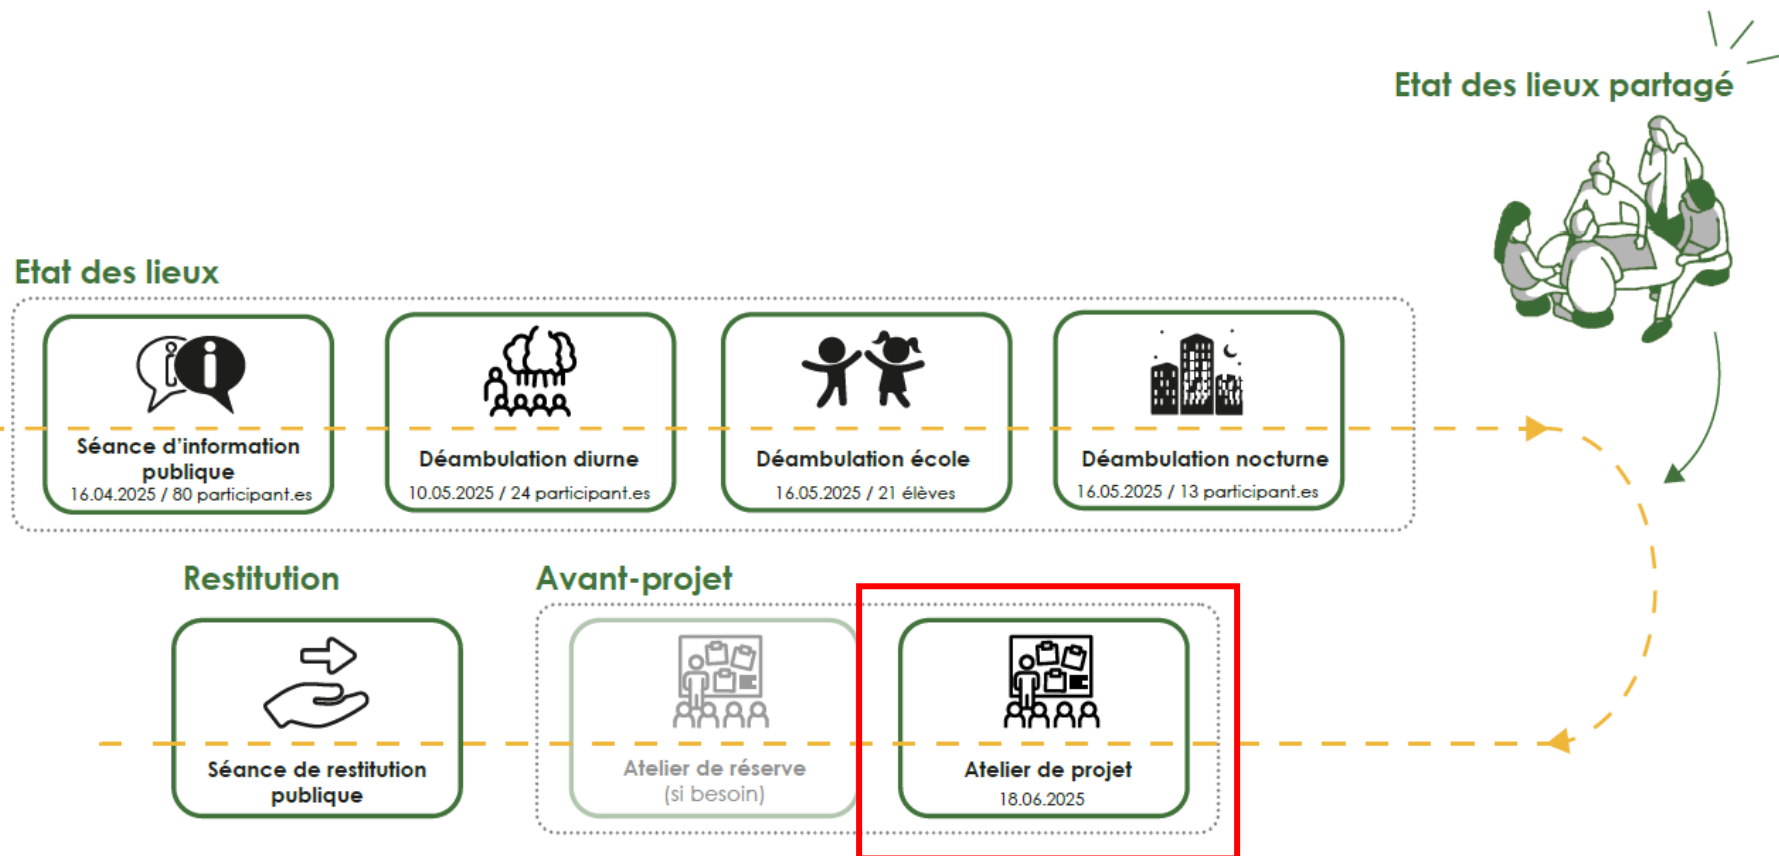 Etat des lieux partagé
Etat des lieux
Séance d'information
publique
16.04.2025 / 80 participant.es
Déambulation diurne
10.05.2025 / 24 participant.es
Déambulation école
16.05.2025 / 21 élèves
Déambulation nocturne
16.05.2025 / 13 participant.es
Restitution
Séance de restitution
publique
Avant-projet
Atelier de réserve
(si besoin)
Atelier de projet
18.06.2025